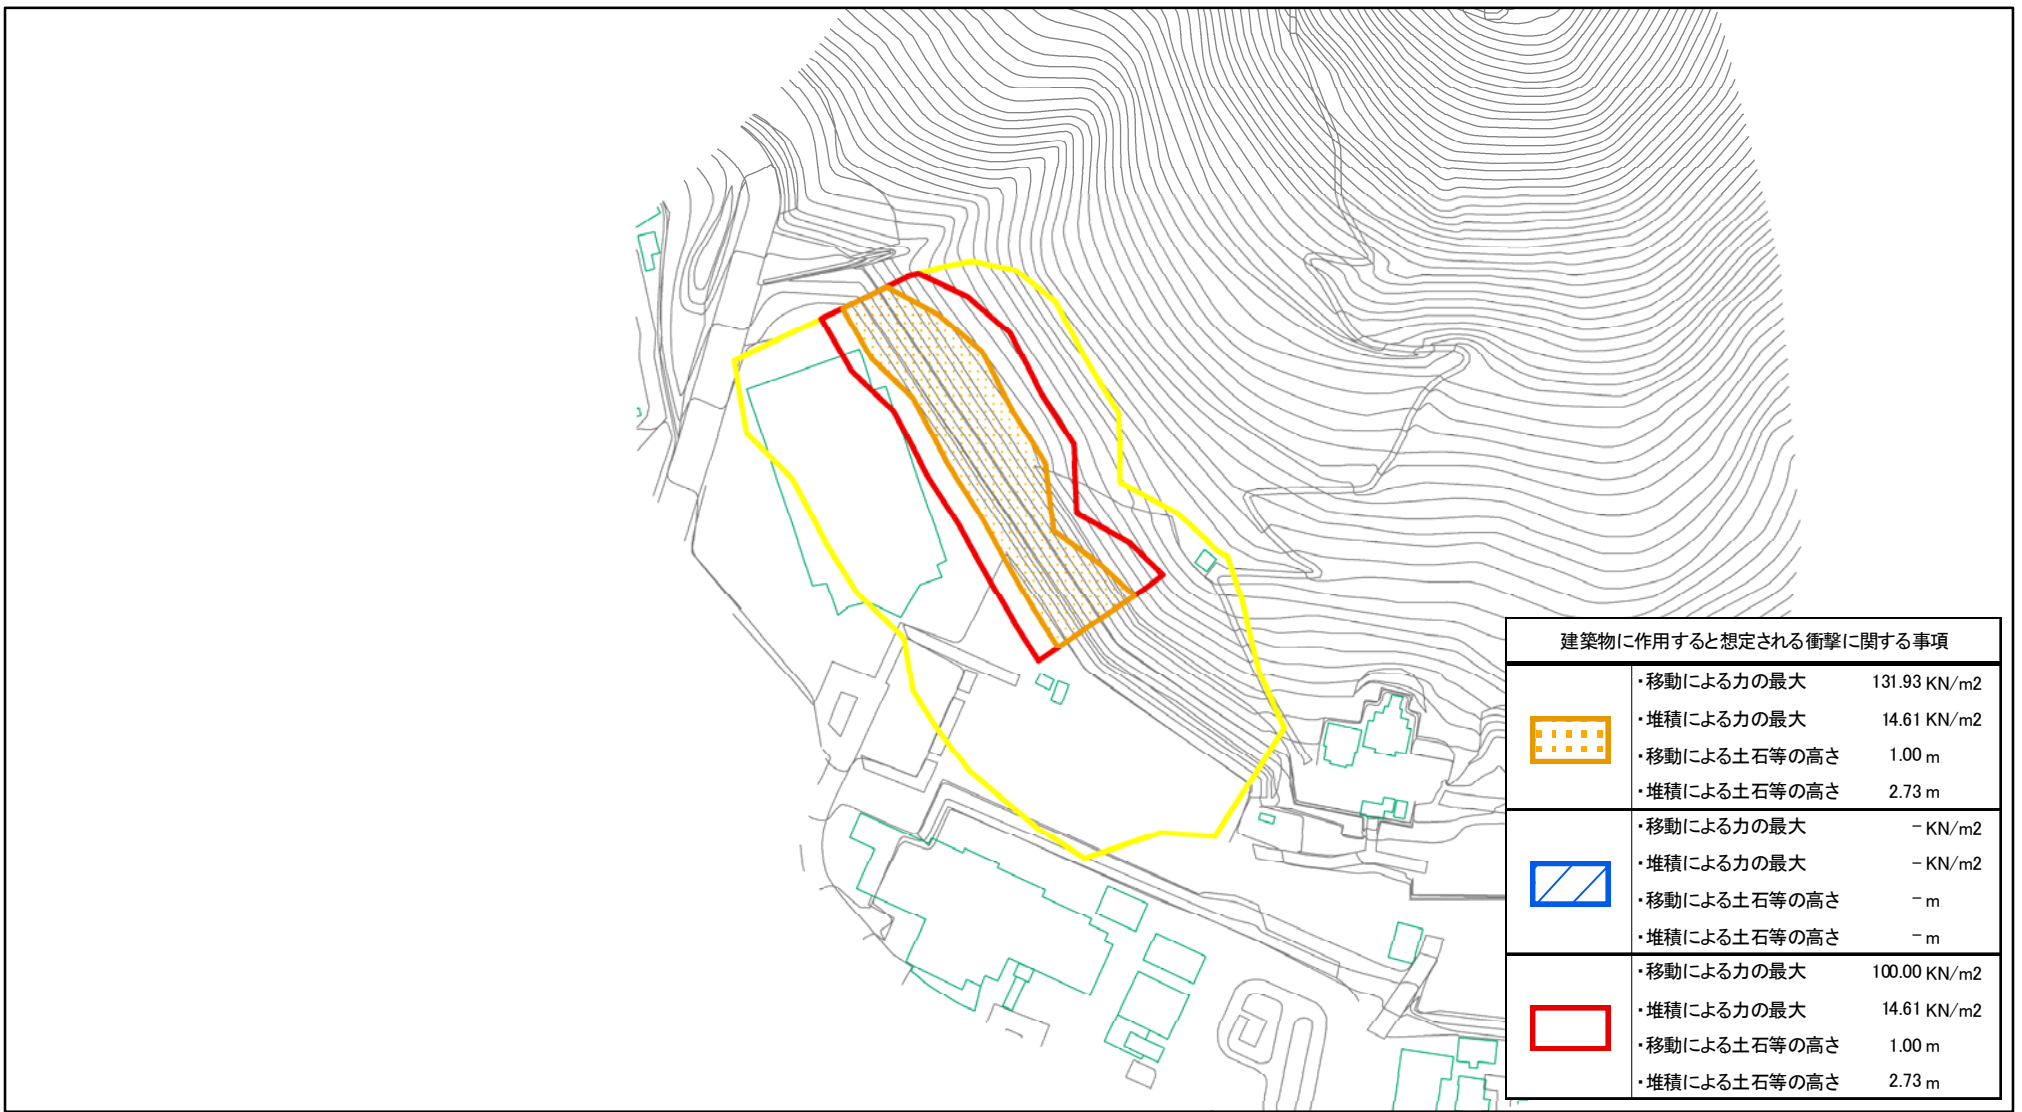 建築物に作用すると想定される衝撃に関する事項
・移動による力の最大 131.93 KN/m2
・堆積による力の最大 14.61 KN/m2
・移動による土石等の高さ 1.00 m
・堆積による土石等の高さ 2.73 m
・移動による力の最大 - KN/m2
・堆積による力の最大 - KN/m2
・移動による土石等の高さ - m
・堆積による土石等の高さ - m
・移動による力の最大 100.00 KN/m2
・堆積による力の最大 14.61 KN/m2
・移動による土石等の高さ 1.00 m
・堆積による土石等の高さ 2.73 m